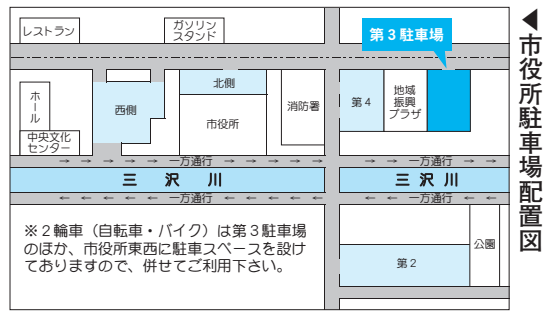 ◀市役所駐車場配置図
レストラン
ガソリン
スタンド
第３駐車場
ホール
中央文化
センター
西側
北側
市役所
消防署
第４
地域
振興
プラザ
→ → → → → 一方通行 → → → → →
→ → 一方通行 → →
三 沢 川
三 沢 川
← ← ← ← ← 一方通行 ← ← ← ← ←
← ← 一方通行 ← ←
※２輪車（自転車・バイク）は第３駐車場
のほか、市役所東西に駐車スペースを設け
ておりますので、併せてご利用下さい。
第２
公園